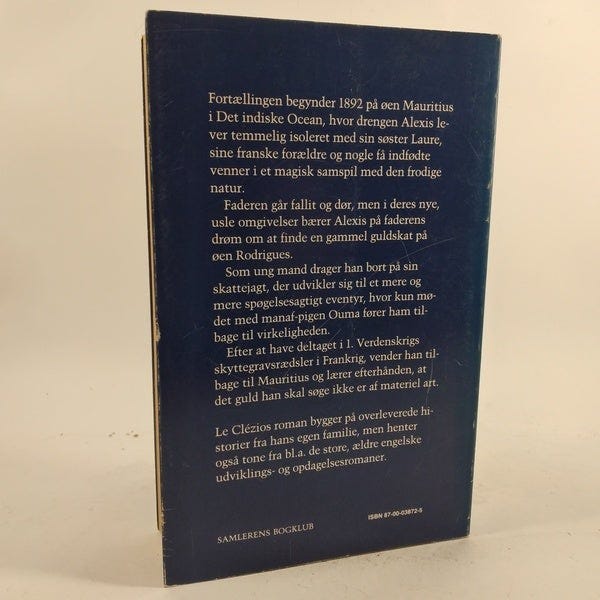 Fortællingen begynder 1892 på øen Mauritius
i Det indiske Ocean, hvor drengen Alexis le-
ver temmelig isoleret med sin søster Laure,
sine franske forældre og nogle få indfødte
venner i et magisk samspil med den frodige
natur.
Faderen går fallit og dør, men i deres nye,
usle omgivelser bærer Alexis på faderens
drøm om at finde en gammel guldskat på
øen Rodrigues.
Som ung mand drager han bort på sin
skattejagt, der udvikler sig til et mere og
mere spøgelsesagtigt eventyr, hvor kun mø-
det med manaf-pigen Ouma fører ham til-
bage til virkeligheden.
Efter at have deltaget i 1. Verdenskrigs
skyttegravsrædsler i Frankrig, vender han til-
bage til Mauritius og lærer efterhånden, at
det guld han skal søge ikke er af materiel art.
Le Clézios roman bygger på overleverede hi-
storier fra hans egen familie, men henter
også tone fra bl.a. de store, ældre engelske
udviklings- og opdagelsesromaner.
ISBN 87-00-03872-5
SAMLERENS BOGKLUB